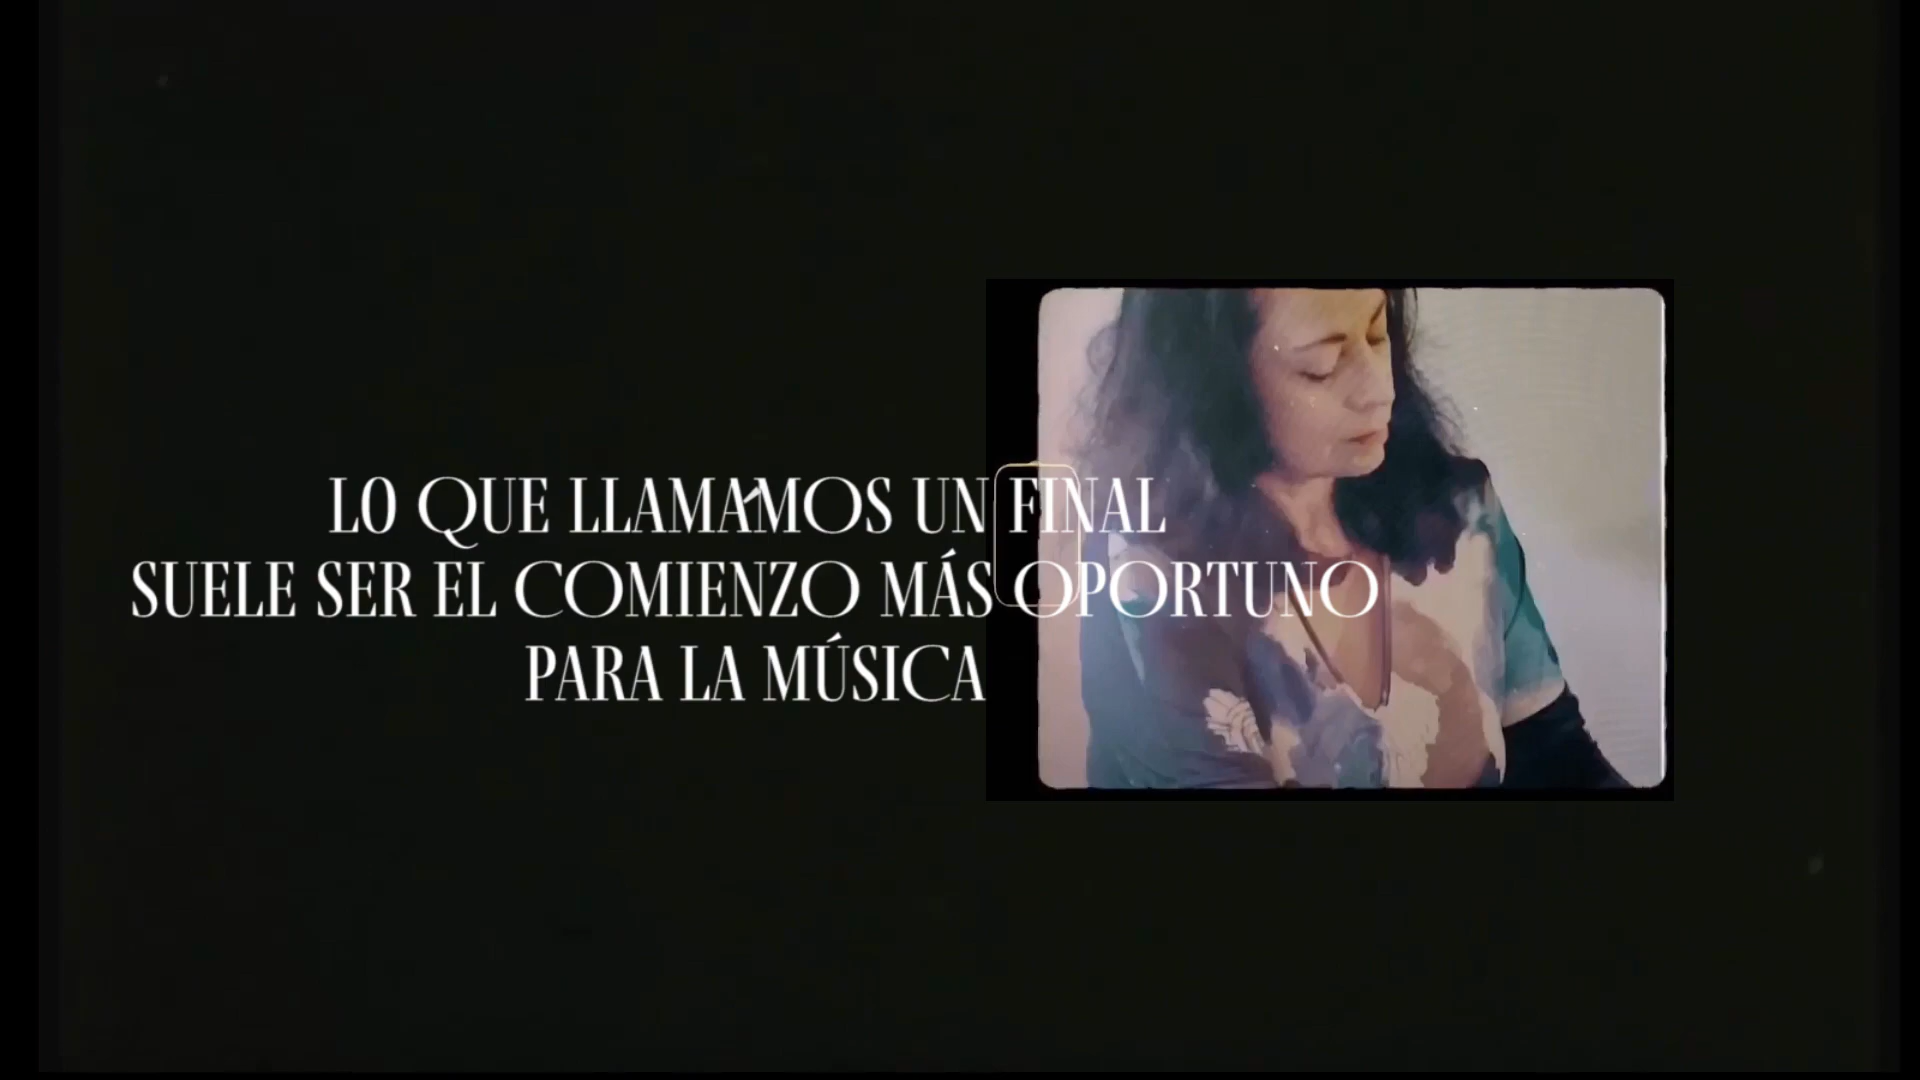 LO QUE LLAMAMOS UN FINAL
SUELE SER EL COMIENZO MÁS OPORTUNO
PARA LA MÚSICA